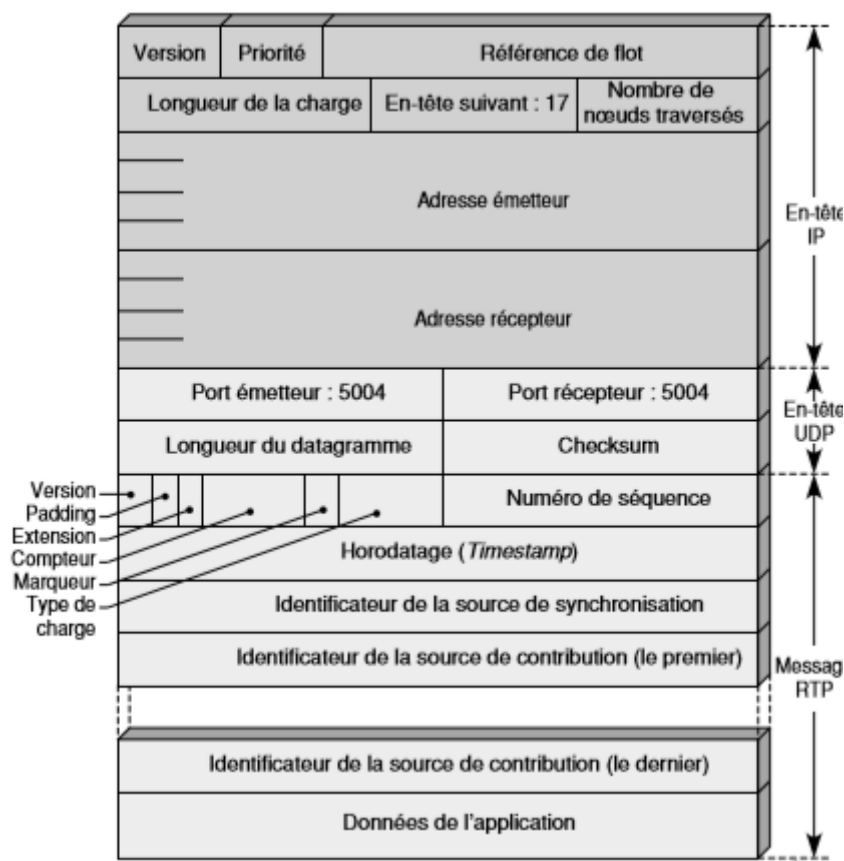 Version Priorité Référence de flot
Longueur de la charge En-tête suivant : 17 Nombre de
nœuds traversés
Adresse émetteur
En-tête
IP
Adresse récepteur
Port émetteur : 5004 Port récepteur : 5004
En-tête
UDP
Longueur du datagramme Checksum
Version
Padding
Extension
Compteur
Marqueur
Type de
charge
Numéro de séquence
Horodatage (Timestamp)
Identificateur de la source de synchronisation
Identificateur de la source de contribution (le premier)
Messag
RTP
Identificateur de la source de contribution (le dernier)
Données de l'application